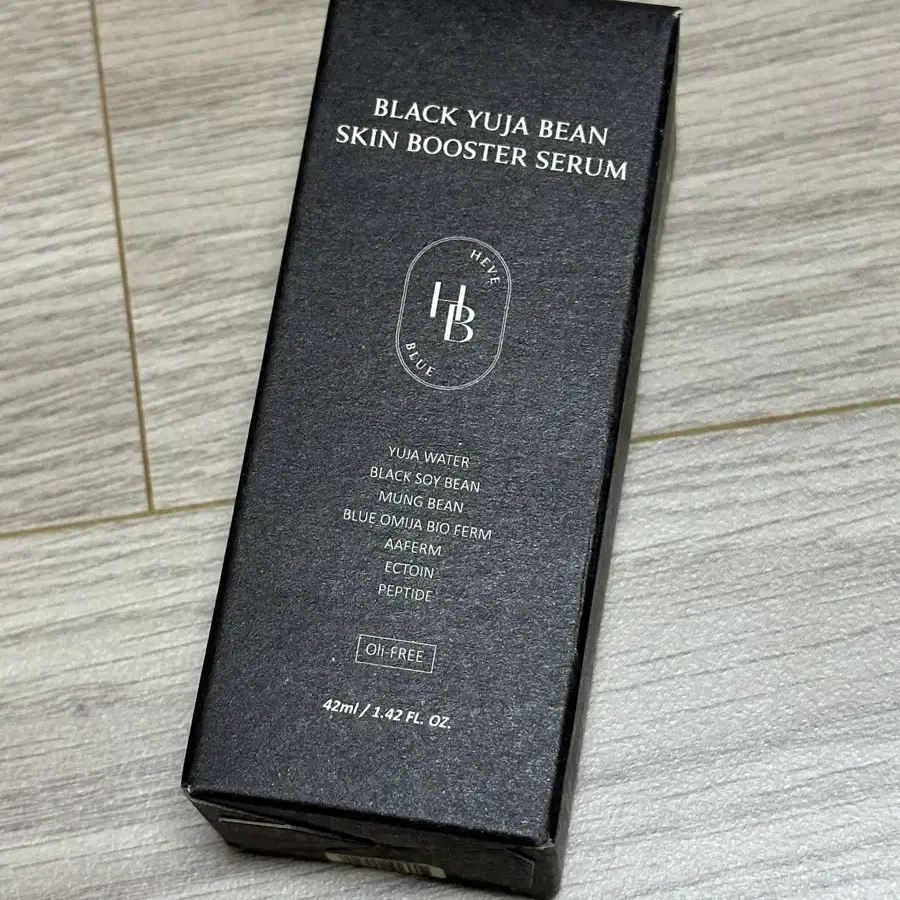 BLACK YUJA BEAN
SKIN BOOSTER SERUM
HEVE
HB
BLUE
YUJA WATER
BLACK SOY BEAN
MUNG BEAN
BLUE OMIJA BIO FERM
AAFERM
ECTOIN
PEPTIDE
Oli-FREE
42ml / 1.42 FL. OZ.